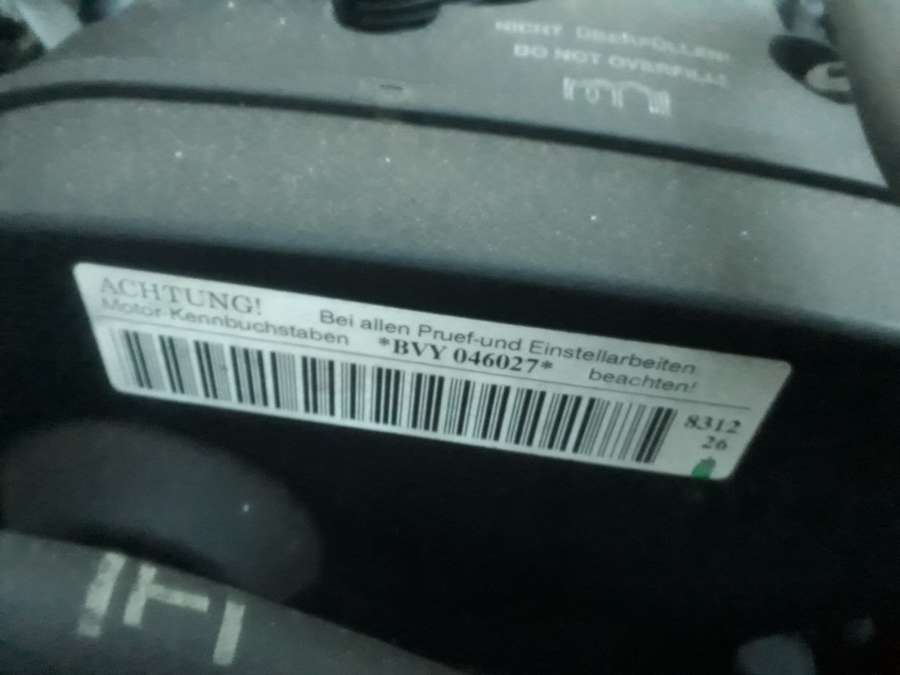 NICHT ÜBERFÜLLEN!
DO NOT OVERFILL!
ACHTUNG! Bei allen Pruef-und Einstellarbeiten
Motor-Kennbuchstaben *BVY 046027* beachten!
8312
26